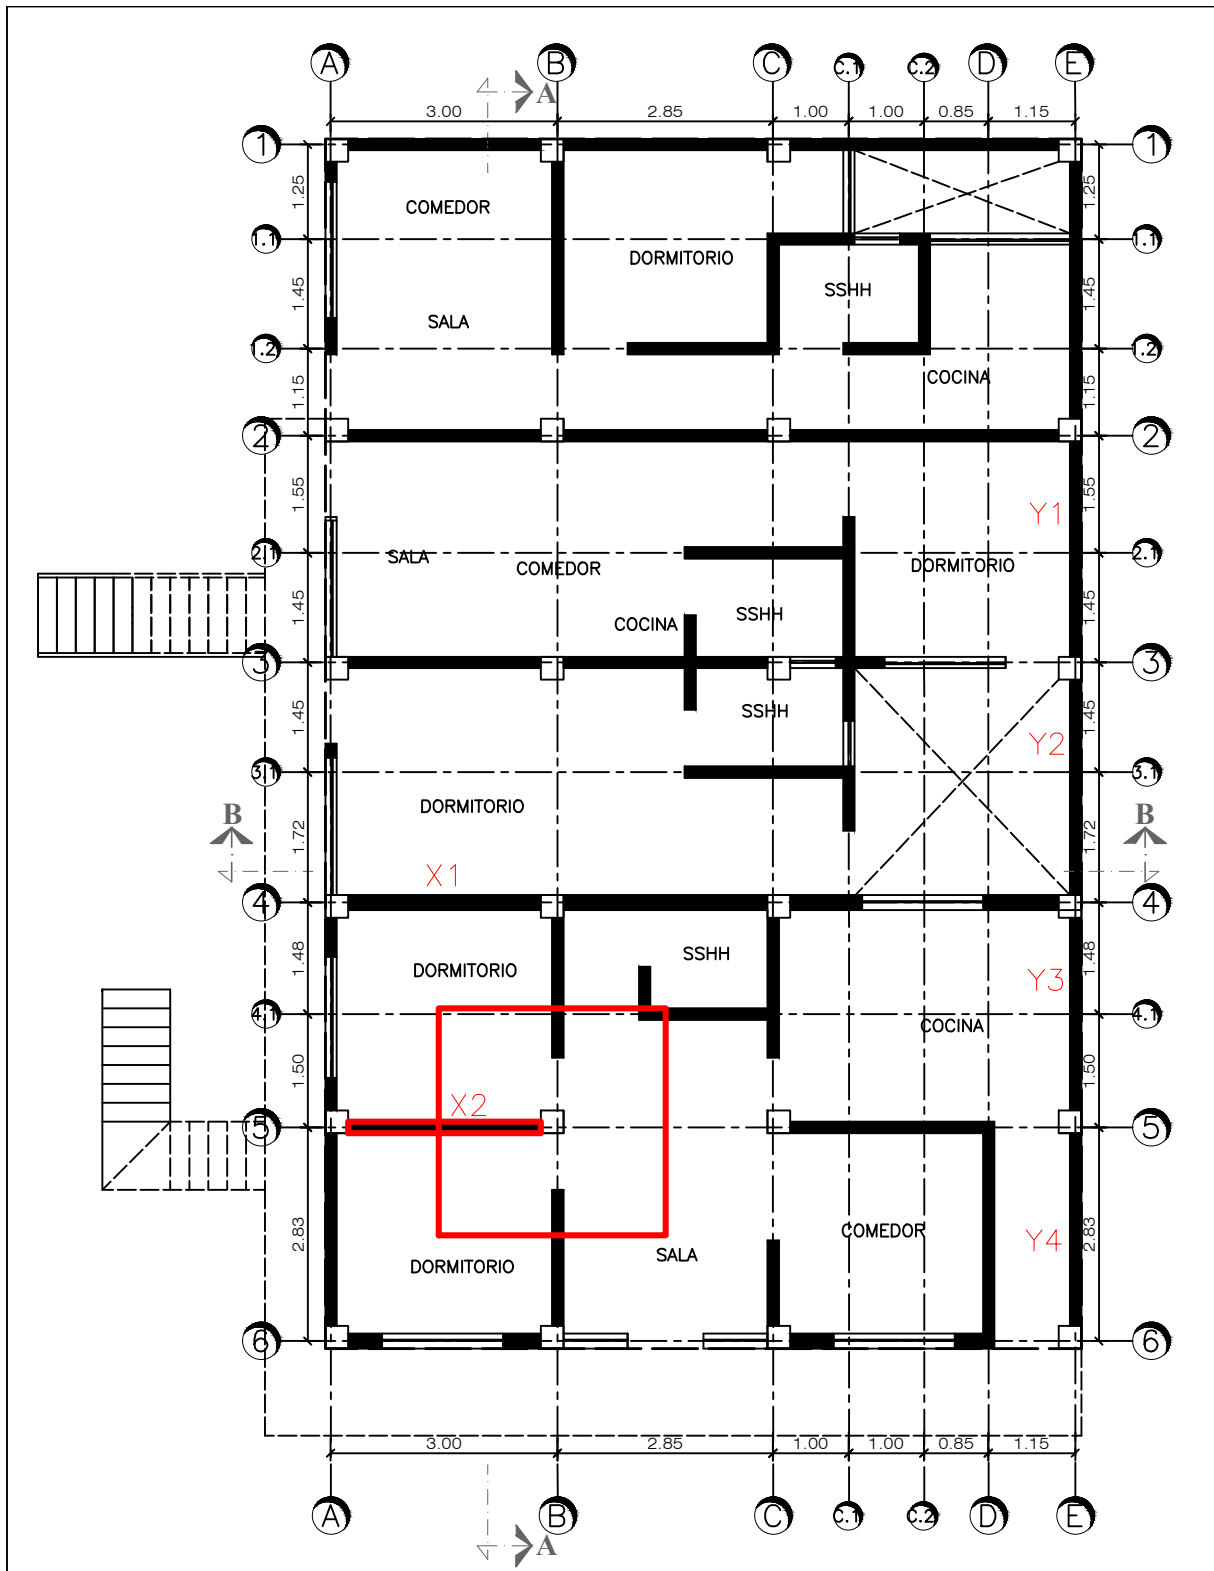 A B C C.1 C.2 D E
A
3.00 2.85 1.00 1.00 0.85 1.15
1 1
1.25 1.25
COMEDOR
1.1 1.1
DORMITORIO
SSHH
1.45 1.45
SALA
1.2 1.2
COCINA
1.15 1.15
2 2
1.55 Y1 1.55
2.1 SALA COMEDOR DORMITORIO 2.1
1.45 COCINA SSHH 1.45
3 3
1.45 SSHH Y2 1.45
3.1 3.1
DORMITORIO
B B
1.72 1.72
X1
4 4
1.48 SSHH 1.48
DORMITORIO Y3
4.1 COCINA 4.1
1.50 1.50
X2
5 5
2.83 COMEDOR Y4 2.83
SALA
DORMITORIO
6 6
3.00 2.85 1.00 1.00 0.85 1.15
A B C C.1 C.2 D E
A